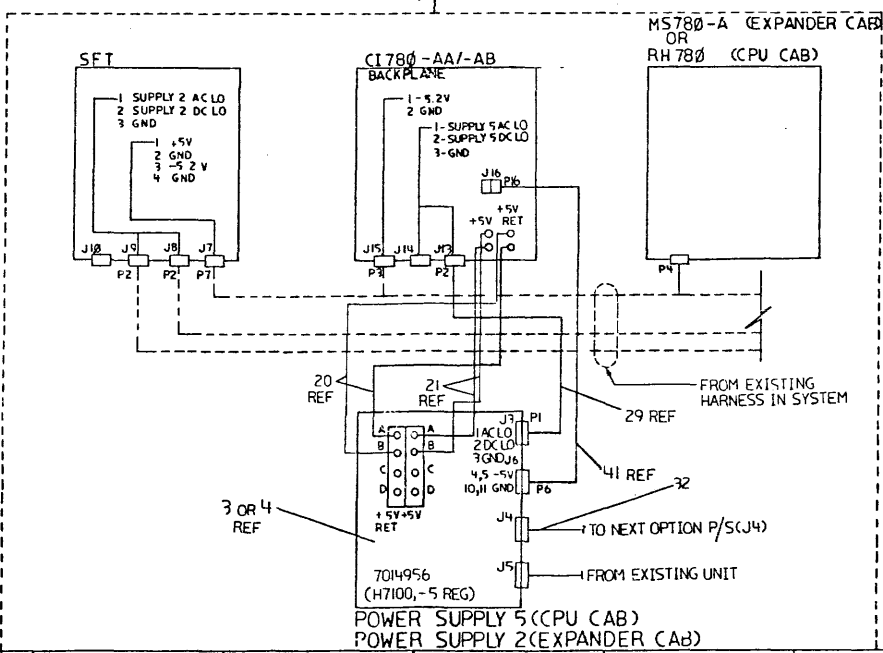 MS780-A (EXPANDER CAB)
OR
RH780 (CPU CAB)
SFT
CI780-AA/-AB
BACKPLANE
1 SUPPLY 2 AC LO
2 SUPPLY 2 DC LO
3 GND
1 +5V
2 GND
3 -5.2V
4 GND
1-5.2V
2 GND
1-SUPPLY 5 AC LO
2-SUPPLY 5 DC LO
3-GND
J16 P16
+5V +5V
RET
J10 J9 J8 J7
P2 P2 P7
J15 J14 J13
P3 P2
P4
20
REF
21
REF
FROM EXISTING
HARNESS IN SYSTEM
29 REF
41 REF
32
3 OR 4
REF
A A
B B
C C
D D
+5V +5V
RET
J3 P1
1 AC LO
2 DC LO
3 GND J6
4,5 -5V
10,11 GND P6
J4
TO NEXT OPTION P/S(J4)
J5
FROM EXISTING UNIT
7014956
(H7100,-5 REG)
POWER SUPPLY 5 (CPU CAB)
POWER SUPPLY 2 (EXPANDER CAB)